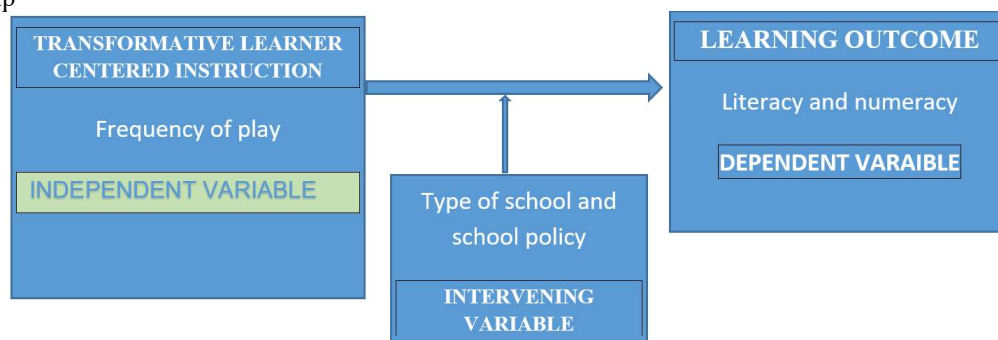 TRANSFORMATIVE LEARNER
CENTERED INSTRUCTION
Frequency of play
INDEPENDENT VARIABLE
Type of school and
school policy
INTERVENING
VARIABLE
LEARNING OUTCOME
Literacy and numeracy
DEPENDENT VARAIBLE